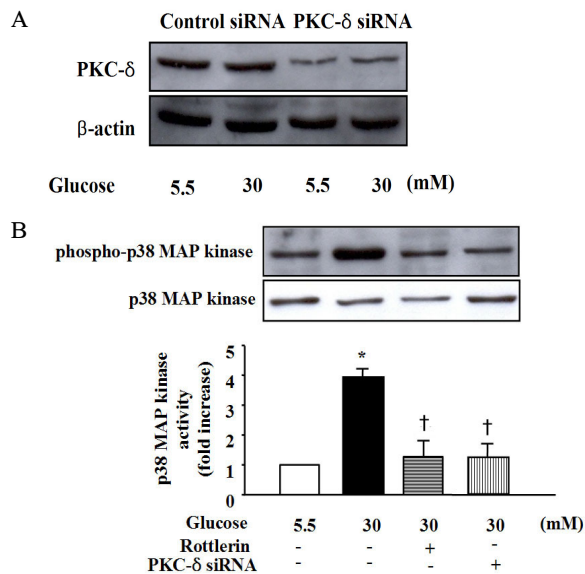 A
Control siRNA PKC-δ siRNA
PKC-δ
β-actin
Glucose 5.5 30 5.5 30 (mM)
B
phospho-p38 MAP kinase
p38 MAP kinase
p38 MAP kinase
activity
(fold increase)
5
4
4
2
1
0
*
†
†
Glucose 5.5 30 30 30 (mM)
Rottlerin - - + -
PKC-δ siRNA - - - +